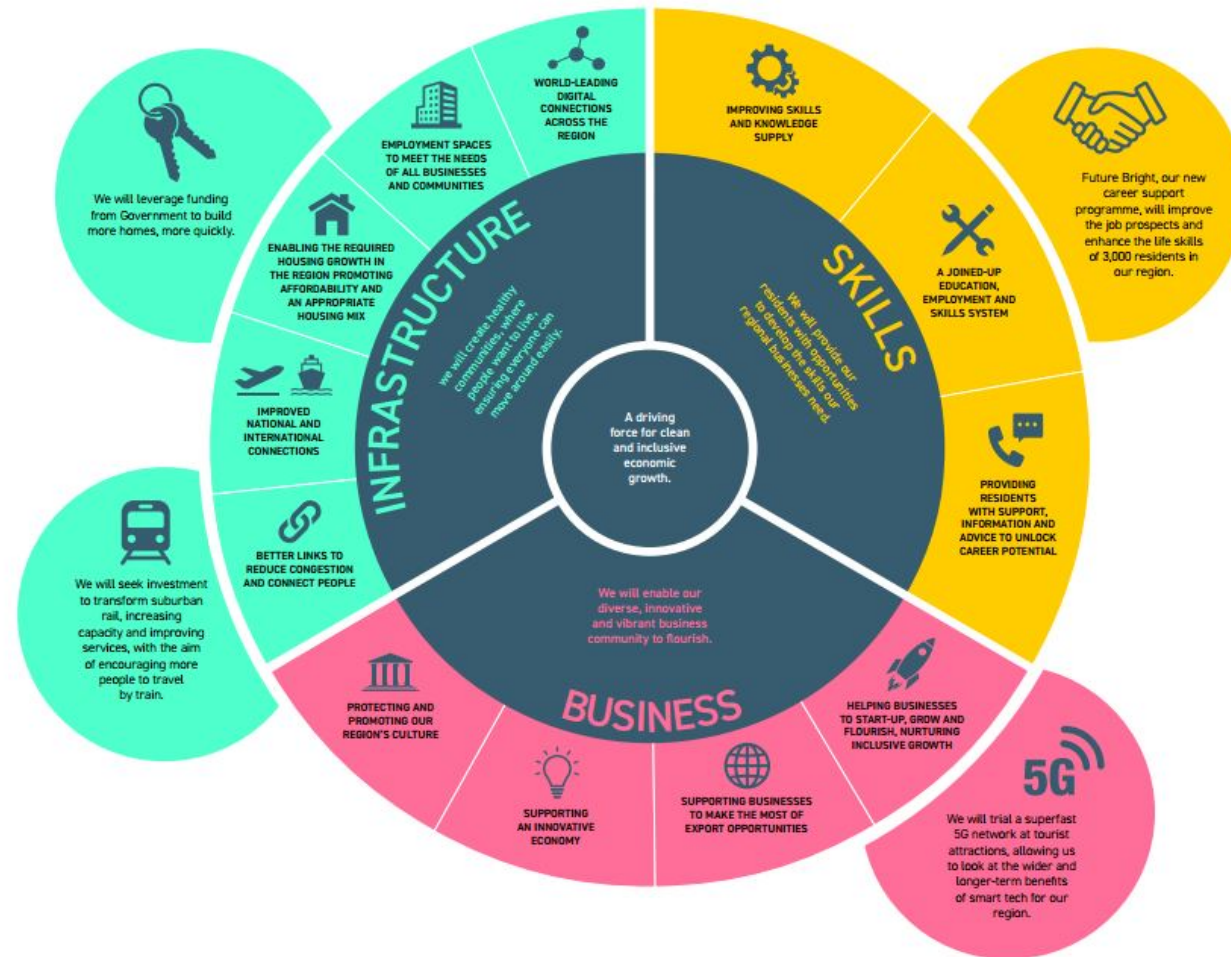 WORLD-LEADING
DIGITAL
CONNECTIONS
ACROSS THE
REGION
EMPLOYMENT SPACES
TO MEET THE NEEDS
OF ALL BUSINESSES
AND COMMUNITIES
ENABLING THE REQUIRED
HOUSING GROWTH IN
THE REGION PROMOTING
AFFORDABILITY AND
AN APPROPRIATE
HOUSING MIX
IMPROVED
NATIONAL AND
INTERNATIONAL
CONNECTIONS
BETTER LINKS TO
REDUCE CONGESTION
AND CONNECT PEOPLE
We will leverage funding
from Government to build
more homes, more quickly.
We will seek investment
to transform suburban
rail, increasing
capacity and improving
services, with the aim
of encouraging more
people to travel
by train.
INFRASTRUCTURE
we will create healthy
communities, where
people want to live,
ensuring everyone can
move around easily.
IMPROVING SKILLS
AND KNOWLEDGE
SUPPLY
A JOINED-UP
EDUCATION,
EMPLOYMENT AND
SKILLS SYSTEM
PROVIDING
RESIDENTS
WITH SUPPORT,
INFORMATION AND
ADVICE TO UNLOCK
CAREER POTENTIAL
Future Bright, our new
career support
programme, will improve
the job prospects and
enhance the life skills
of 3,000 residents in
our region.
SKILLS
We will provide our
residents with opportunities
to develop the skills our
regional businesses need.
A driving
force for clean
and inclusive
economic
growth.
We will enable our
diverse, innovative
and vibrant business
community to flourish.
BUSINESS
PROTECTING AND
PROMOTING OUR
REGION'S CULTURE
SUPPORTING
AN INNOVATIVE
ECONOMY
SUPPORTING BUSINESSES
TO MAKE THE MOST OF
EXPORT OPPORTUNITIES
HELPING BUSINESSES
TO START-UP, GROW AND
FLOURISH, NURTURING
INCLUSIVE GROWTH
5G
We will trial a superfast
5G network at tourist
attractions, allowing us
to look at the wider and
longer-term benefits
of smart tech for our
region.